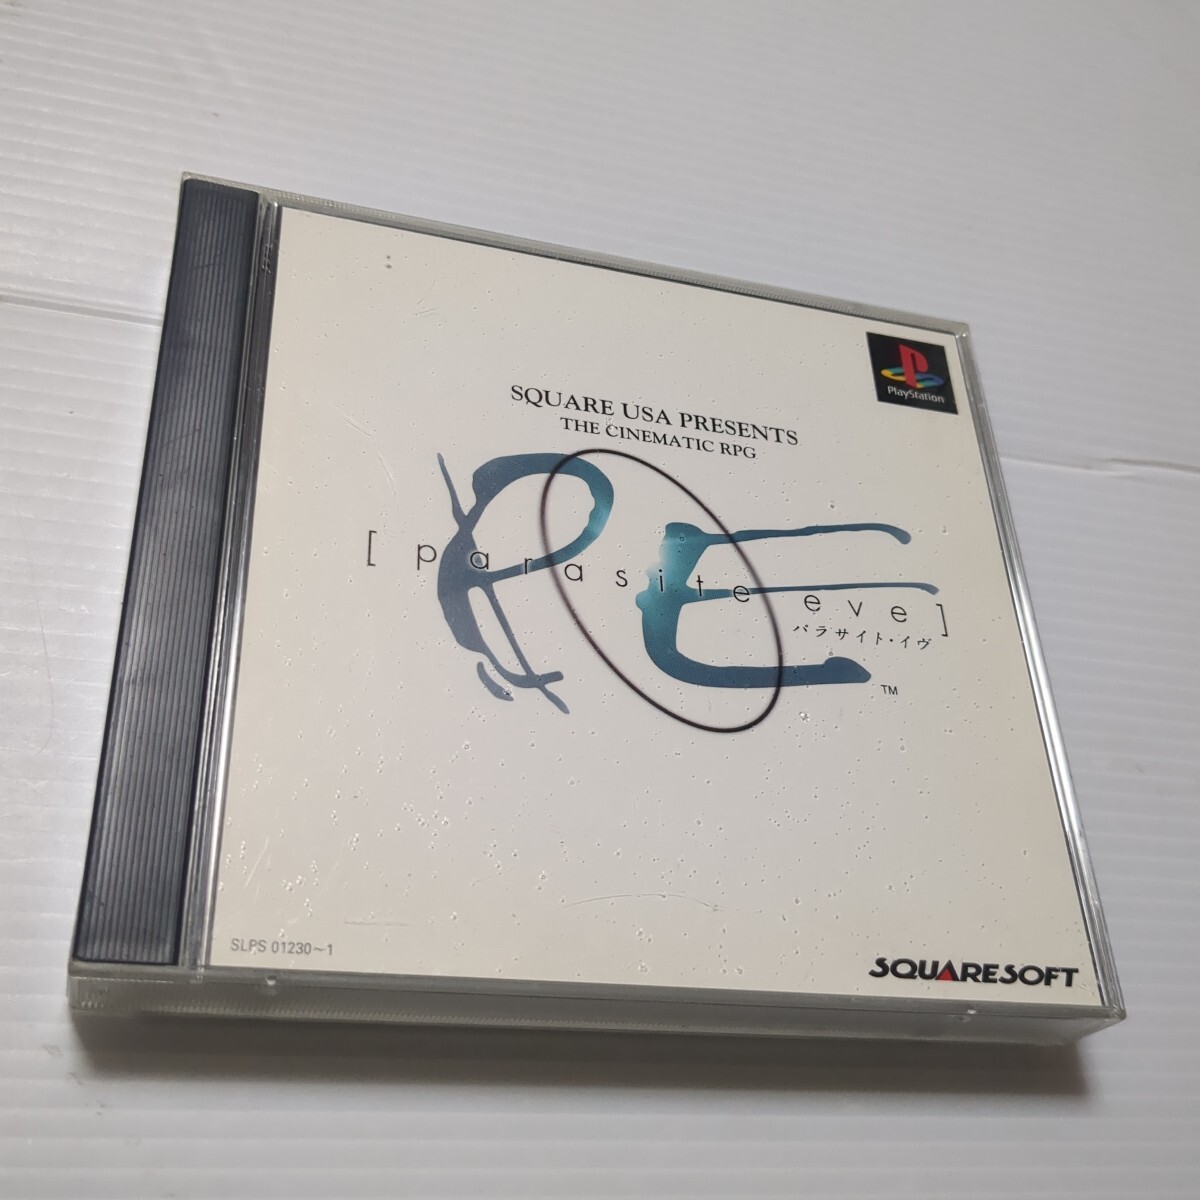 PlayStation
SQUARE USA PRESENTS
THE CINEMATIC RPG
[ parasite eve ]
パラサイト・イヴ
TM
SLPS 01230〜1
SQUARESOFT